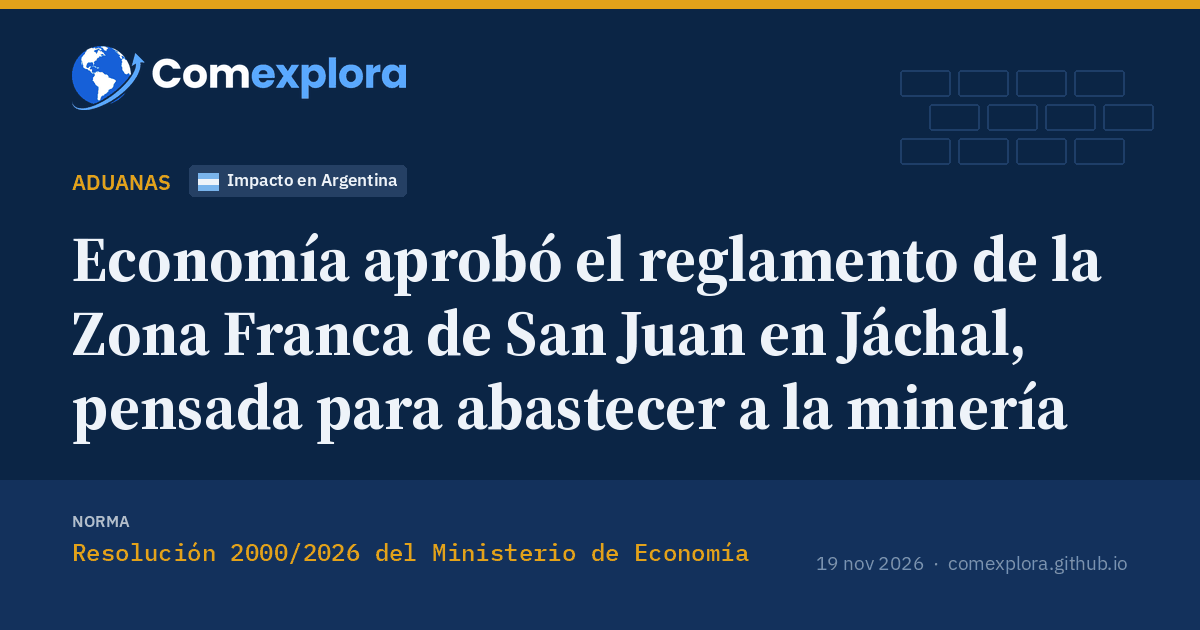 Comexplora
ADUANAS
Impacto en Argentina
Economía aprobó el reglamento de la
Zona Franca de San Juan en Jáchal,
pensada para abastecer a la minería
NORMA
Resolución 2000/2026 del Ministerio de Economía
19 nov 2026 · comexplora.github.io